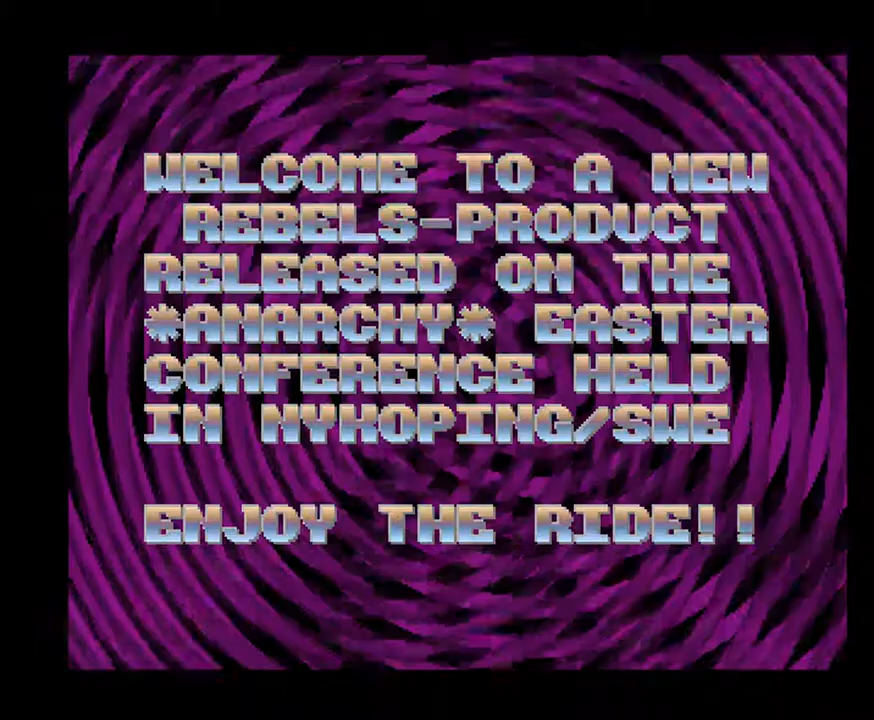 WELCOME TO A NEW
REBELS-PRODUCT
RELEASED ON THE
*ANARCHY* EASTER
CONFERENCE HELD
IN NYKOPING/SWE
ENJOY THE RIDE!!